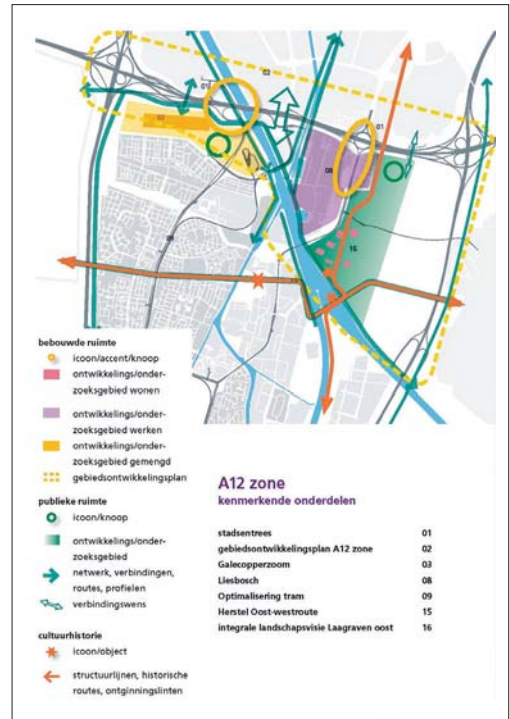 01
03
01
02
08
09
16
bebouwde ruimte
icoon/accent/knoop
ontwikkelings/onder-
zoeksgebied wonen
ontwikkelings/onder-
zoeksgebied werken
ontwikkelings/onder-
zoeksgebied gemengd
gebiedsontwikkelingsplan
publieke ruimte
icoon/knoop
ontwikkelings/onder-
zoeksgebied
netwerk, verbindingen,
routes, profielen
verbindingswens
cultuurhistorie
icoon/object
structuurlijnen, historische
routes, ontginningslinten
A12 zone
kenmerkende onderdelen
stadsentrees 01
gebiedsontwikkelingsplan A12 zone 02
Galecopperzoom 03
Liesbosch 08
Optimalisering tram 09
Herstel Oost-westroute 15
integrale landschapsvisie Laagraven oost 16